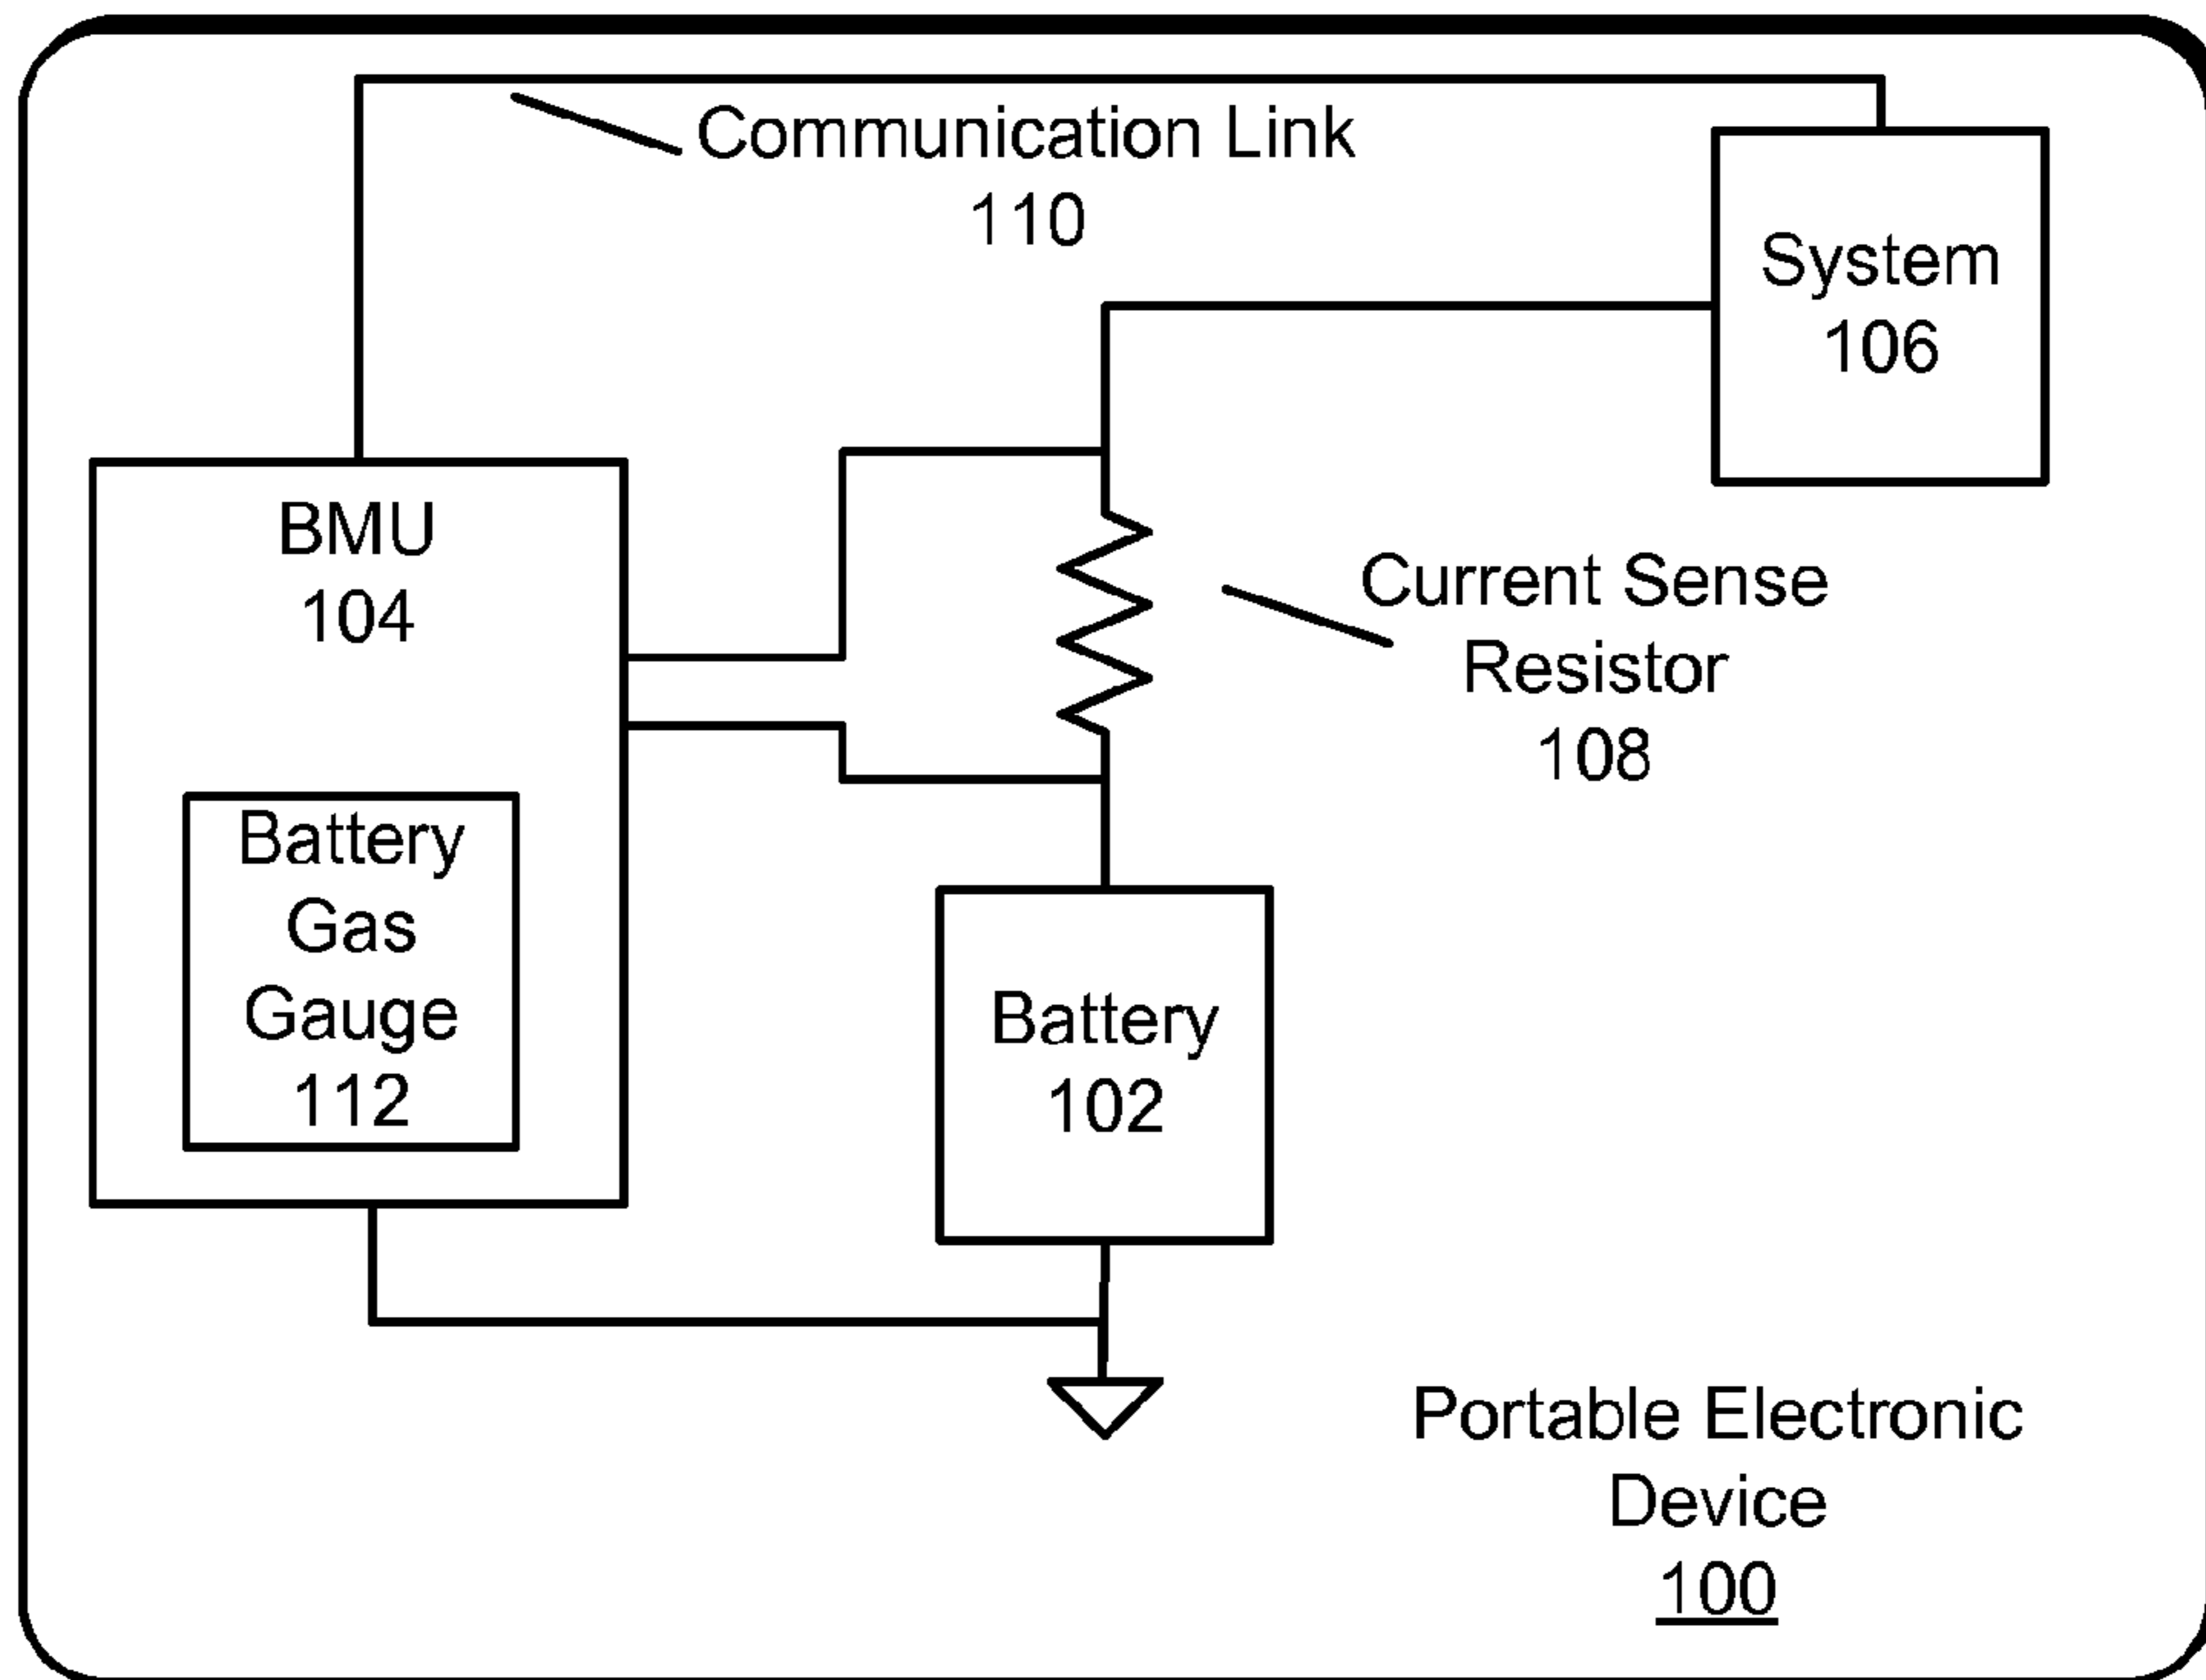 Communication Link
110
System
106
BMU
104
Current Sense
Resistor
108
Battery
Gas
Gauge
112
Battery
102
Portable Electronic
Device
100